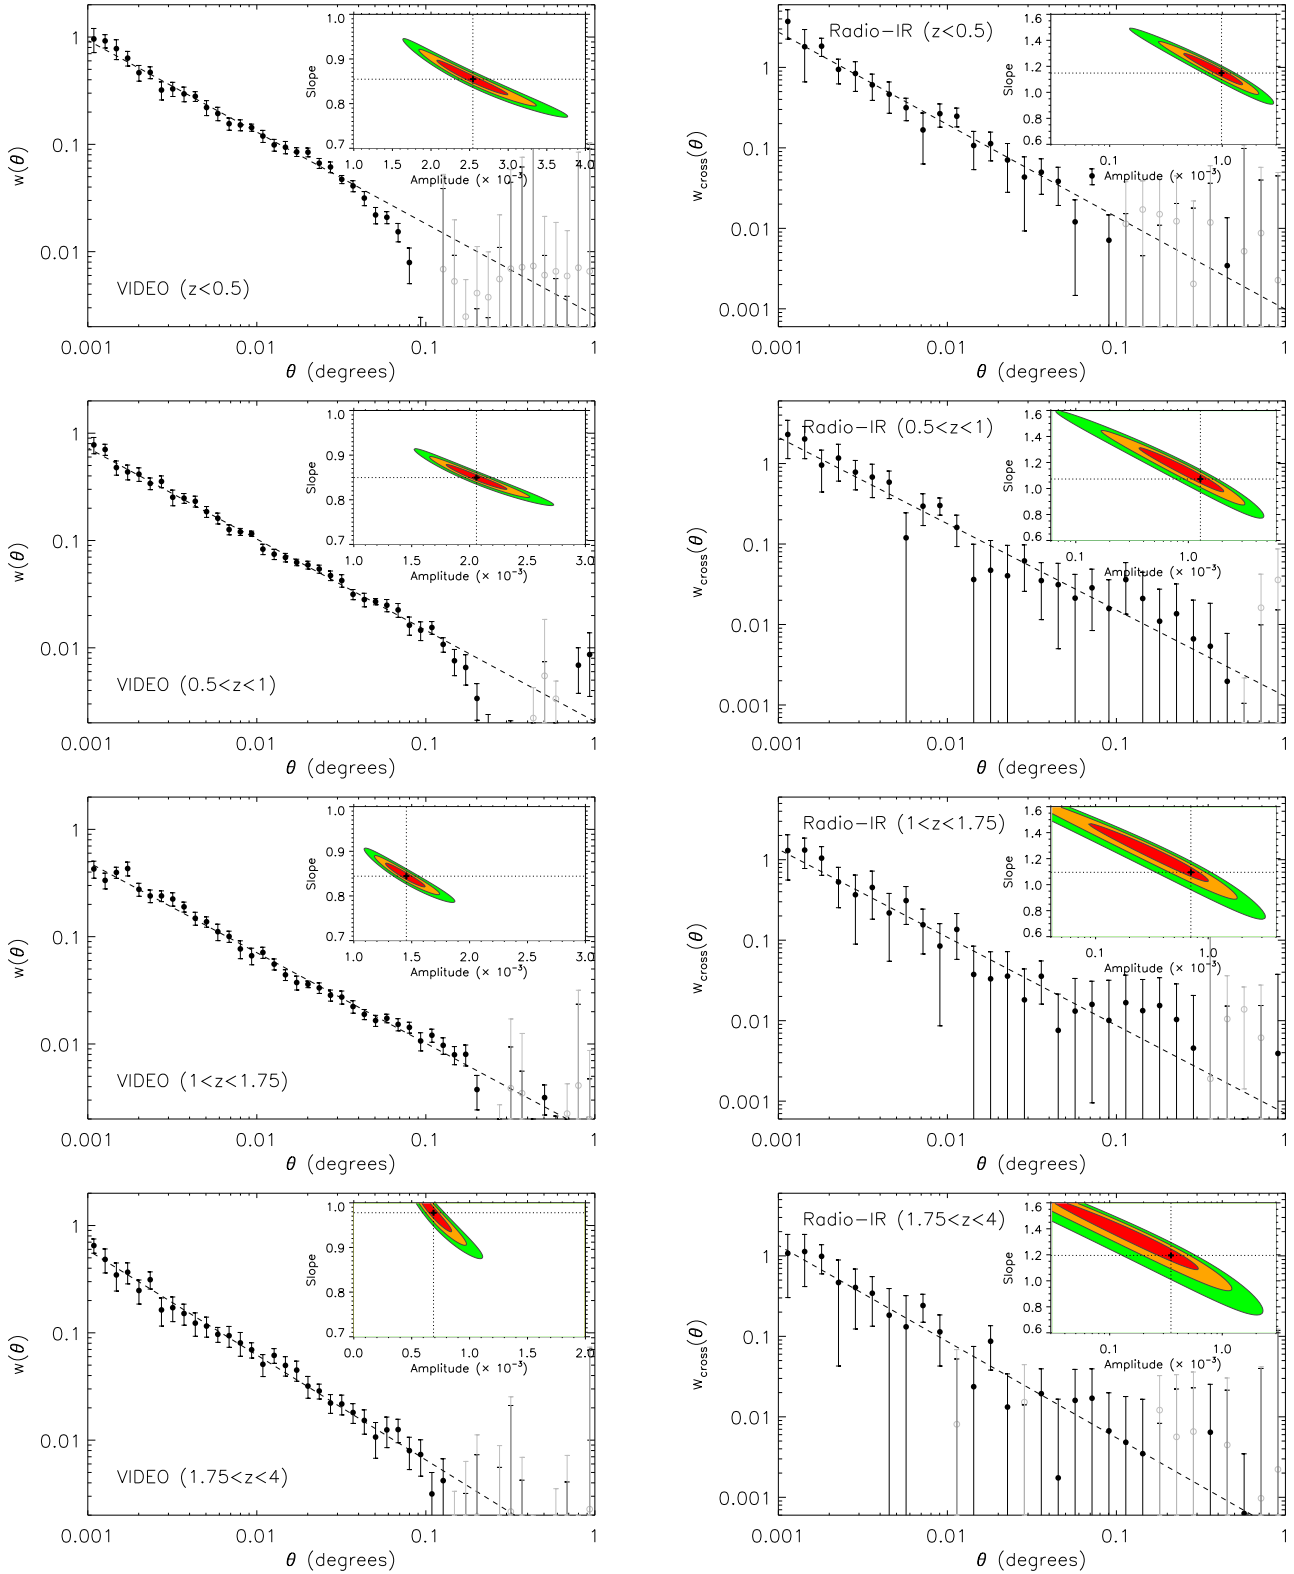 w(θ)
1
0.1
0.01
VIDEO (z<0.5)
Slope
1.0
0.9
0.8
0.7
1.0 1.5 2.0 2.5 3.0 3.5 4.0
Amplitude (× 10⁻³)
0.001 0.01 0.1 1
θ (degrees)
w_cross(θ)
1
0.1
0.01
0.001
Radio-IR (z<0.5)
Slope
1.6
1.4
1.2
1.0
0.8
0.6
0.1 1.0
Amplitude (× 10⁻³)
0.001 0.01 0.1 1
θ (degrees)
w(θ)
1
0.1
0.01
VIDEO (0.5<z<1)
Slope
1.0
0.9
0.8
0.7
1.0 1.5 2.0 2.5 3.0
Amplitude (× 10⁻³)
0.001 0.01 0.1 1
θ (degrees)
w_cross(θ)
1
0.1
0.01
0.001
Radio-IR (0.5<z<1)
Slope
1.6
1.4
1.2
1.0
0.8
0.6
0.1 1.0
Amplitude (× 10⁻³)
0.001 0.01 0.1 1
θ (degrees)
w(θ)
1
0.1
0.01
VIDEO (1<z<1.75)
Slope
1.0
0.9
0.8
0.7
1.0 1.5 2.0 2.5 3.0
Amplitude (× 10⁻³)
0.001 0.01 0.1 1
θ (degrees)
w_cross(θ)
1
0.1
0.01
0.001
Radio-IR (1<z<1.75)
Slope
1.6
1.4
1.2
1.0
0.8
0.6
0.1 1.0
Amplitude (× 10⁻³)
0.001 0.01 0.1 1
θ (degrees)
w(θ)
1
0.1
0.01
VIDEO (1.75<z<4)
Slope
1.0
0.9
0.8
0.7
0.0 0.5 1.0 1.5 2.0
Amplitude (× 10⁻³)
0.001 0.01 0.1 1
θ (degrees)
w_cross(θ)
1
0.1
0.01
0.001
Radio-IR (1.75<z<4)
Slope
1.6
1.4
1.2
1.0
0.8
0.6
0.1 1.0
Amplitude (× 10⁻³)
0.001 0.01 0.1 1
θ (degrees)